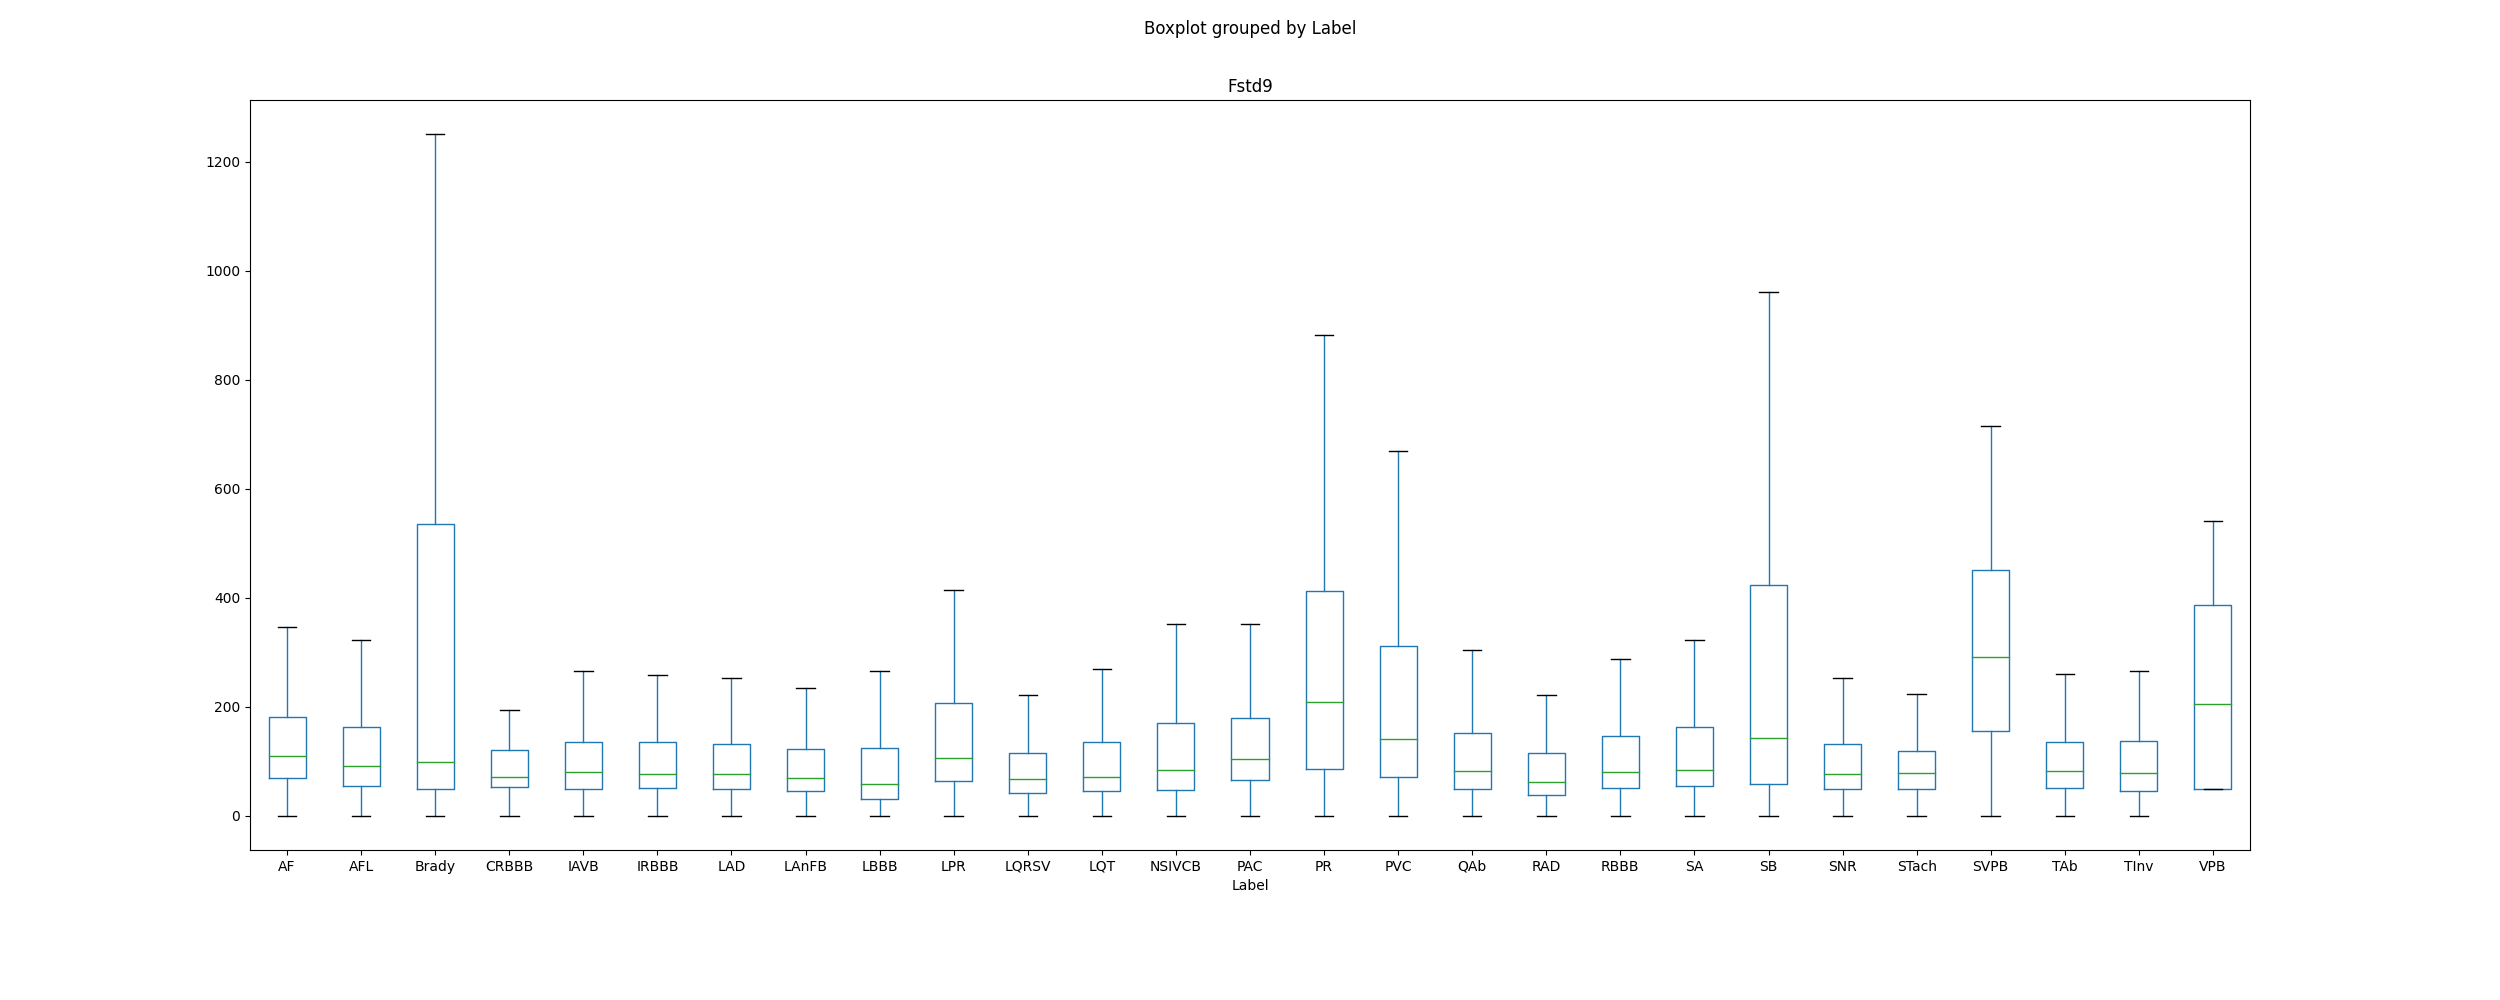 Boxplot grouped by Label
Fstd9
1200
1000
800
600
400
200
0
AF AFL Brady CRBBB IAVB IRBBB LAD LAnFB LBBB LPR LQRSV LQT NSIVCB PAC PR PVC QAb RAD RBBB SA SB SNR STach SVPB TAb TInv VPB
Label